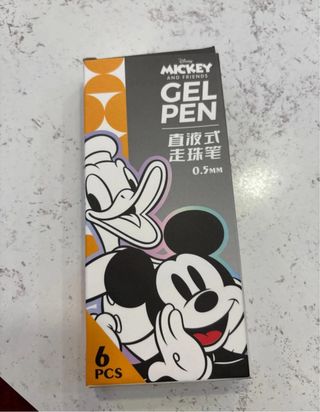 Disney
MICKEY
AND FRIENDS
GEL
PEN
直液式
走珠笔
0.5MM
6
PCS